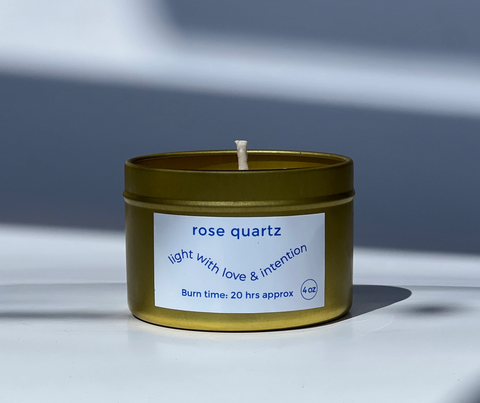 rose quartz
light with love & intention
Burn time: 20 hrs approx
4 oz